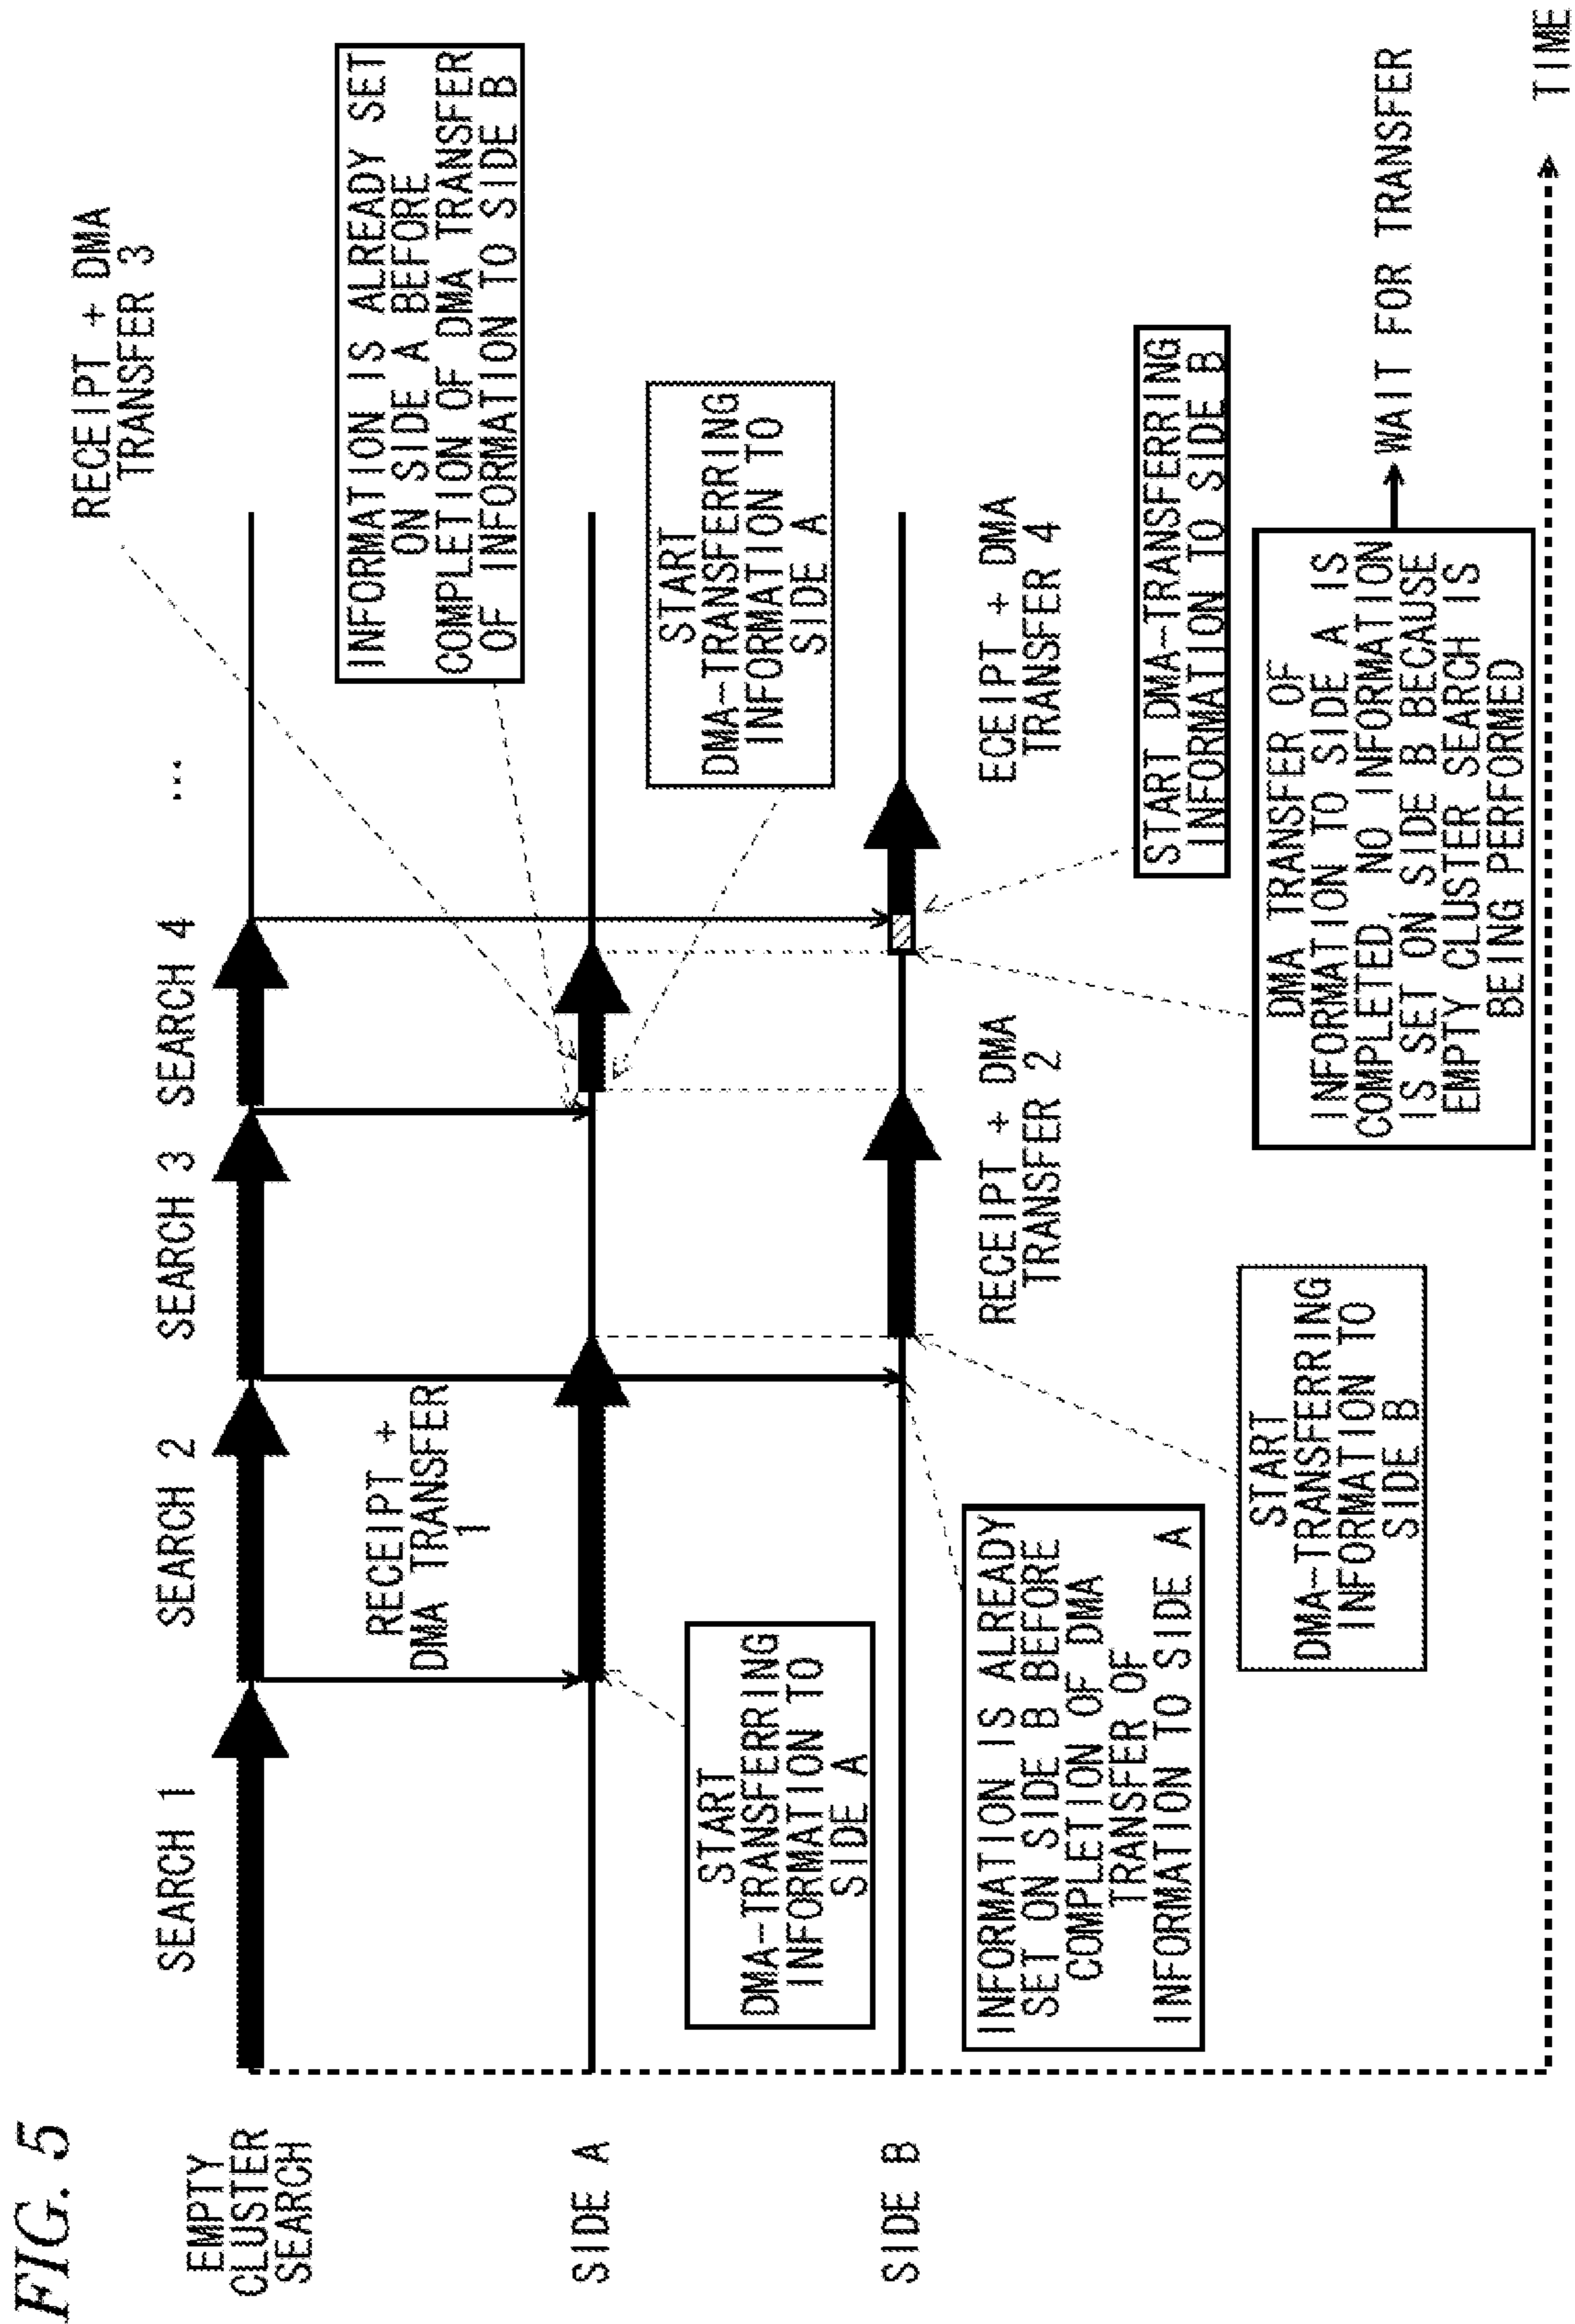 FIG. 5
EMPTY
CLUSTER
SEARCH
SEARCH 1
SEARCH 2
SEARCH 3
SEARCH 4
...
RECEIPT + DMA
TRANSFER 3
INFORMATION IS ALREADY SET
ON SIDE A BEFORE
COMPLETION OF DMA TRANSFER
OF INFORMATION TO SIDE B
RECEIPT +
DMA TRANSFER
1
SIDE A
START
DMA-TRANSFERRING
INFORMATION TO
SIDE A
START
DMA-TRANSFERRING
INFORMATION TO
SIDE A
SIDE B
INFORMATION IS ALREADY
SET ON SIDE B BEFORE
COMPLETION OF DMA
TRANSFER OF
INFORMATION TO SIDE A
RECEIPT + DMA
TRANSFER 2
ECEIPT + DMA
TRANSFER 4
START DMA-TRANSFERRING
INFORMATION TO SIDE B
START
DMA-TRANSFERRING
INFORMATION TO
SIDE B
DMA TRANSFER OF
INFORMATION TO SIDE A IS
COMPLETED, NO INFORMATION
IS SET ON SIDE B BECAUSE
EMPTY CLUSTER SEARCH IS
BEING PERFORMED
WAIT FOR TRANSFER
TIME